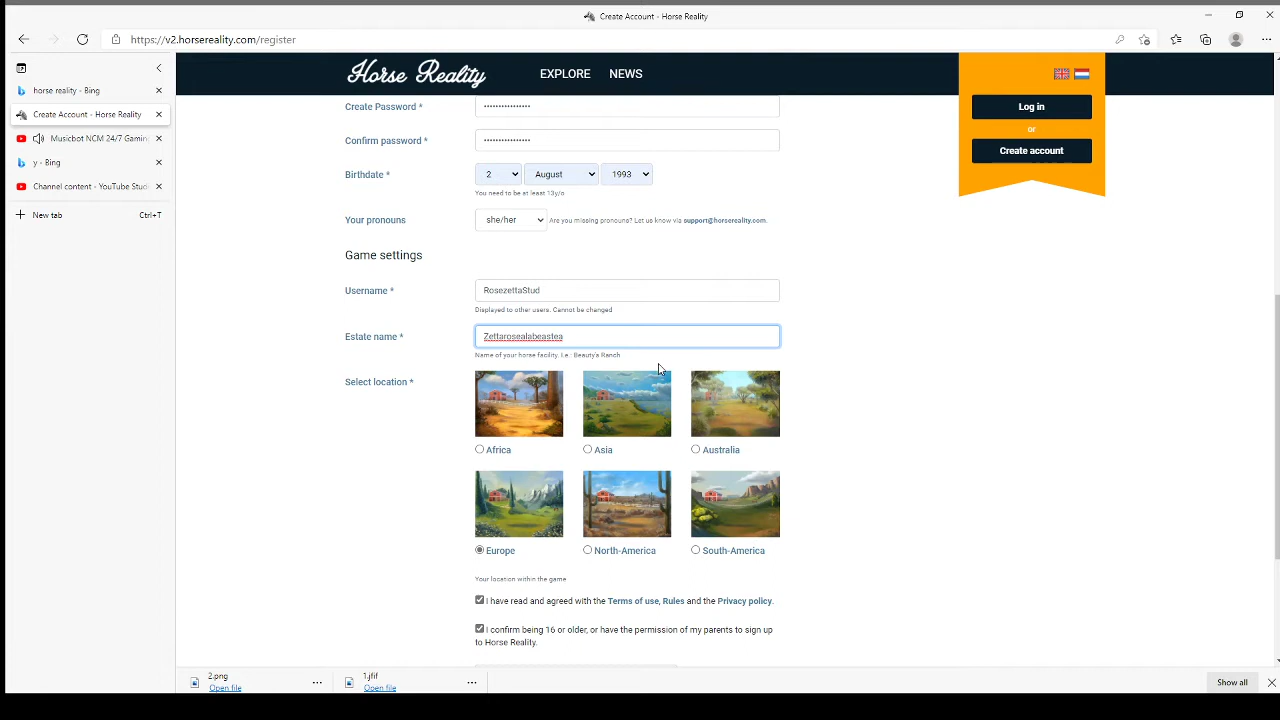 Create Account - Horse Reality
https://v2.horsereality.com/register
horse reality - Bing
Create Account - Horse Reality
Musicbot NCM 24/7 Gamin
y - Bing
Channel content - YouTube Stud
New tab Ctrl+T
Horse Reality EXPLORE NEWS
Log in
or
Create account
Create Password * ••••••••••••••••
Confirm password * ••••••••••••••••
Birthdate * 2 August 1993
You need to be at least 13y/o
Your pronouns she/her Are you missing pronouns? Let us know via support@horsereality.com.
Game settings
Username * RosezettaStud
Displayed to other users. Cannot be changed
Estate name * Zettarosealabeastea
Name of your horse facility. I.e.: Beauty's Ranch
Select location *
Africa Asia Australia
Europe North-America South-America
Your location within the game
I have read and agreed with the Terms of use, Rules and the Privacy policy.
I confirm being 16 or older, or have the permission of my parents to sign up
to Horse Reality.
2.png
Open file
1.jfif
Open file
Show all